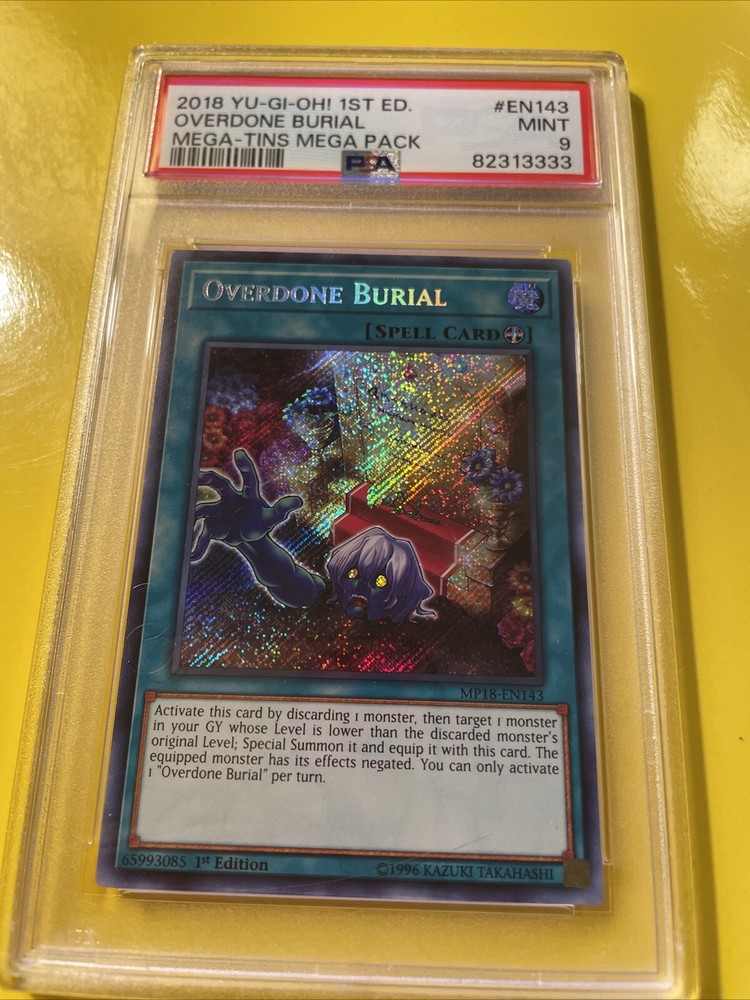 2018 YU-GI-OH! 1ST ED. #EN143
OVERDONE BURIAL MINT
MEGA-TINS MEGA PACK 9
PSA 82313333
OVERDONE BURIAL
[SPELL CARD]
MP18-EN143
Activate this card by discarding 1 monster, then target 1 monster
in your GY whose Level is lower than the discarded monster's
original Level; Special Summon it and equip it with this card. The
equipped monster has its effects negated. You can only activate
1 "Overdone Burial" per turn.
65993085 1st Edition ©1996 KAZUKI TAKAHASHI